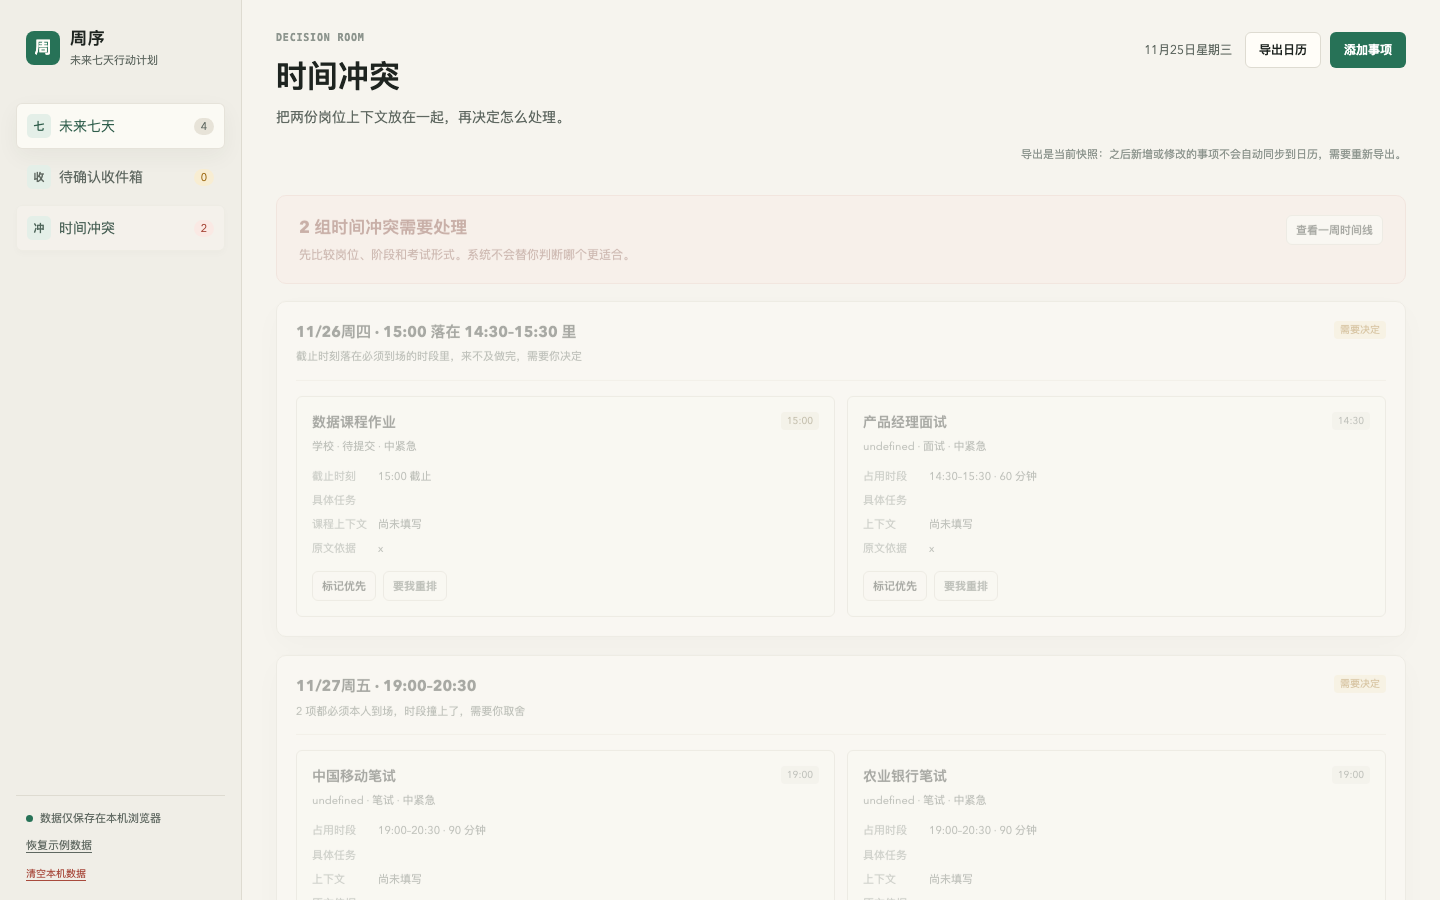 周
周序
未来七天行动计划
七 未来七天 4
收 待确认收件箱 0
冲 时间冲突 2
数据仅保存在本机浏览器
恢复示例数据
清空本机数据
DECISION ROOM
时间冲突
把两份岗位上下文放在一起，再决定怎么处理。
11月25日星期三
导出日历
添加事项
导出是当前快照：之后新增或修改的事项不会自动同步到日历，需要重新导出。
2 组时间冲突需要处理
先比较岗位、阶段和考试形式。系统不会替你判断哪个更适合。
查看一周时间线
11/26周四 · 15:00 落在 14:30–15:30 里
需要决定
截止时刻落在必须到场的时段里，来不及做完，需要你决定
数据课程作业 15:00
学校 · 待提交 · 中紧急
截止时刻 15:00 截止
具体任务
课程上下文 尚未填写
原文依据 x
标记优先 要我重排
产品经理面试 14:30
undefined · 面试 · 中紧急
占用时段 14:30–15:30 · 60 分钟
具体任务
上下文 尚未填写
原文依据 x
标记优先 要我重排
11/27周五 · 19:00–20:30
需要决定
2 项都必须本人到场，时段撞上了，需要你取舍
中国移动笔试 19:00
undefined · 笔试 · 中紧急
占用时段 19:00–20:30 · 90 分钟
具体任务
上下文 尚未填写
农业银行笔试 19:00
undefined · 笔试 · 中紧急
占用时段 19:00–20:30 · 90 分钟
具体任务
上下文 尚未填写